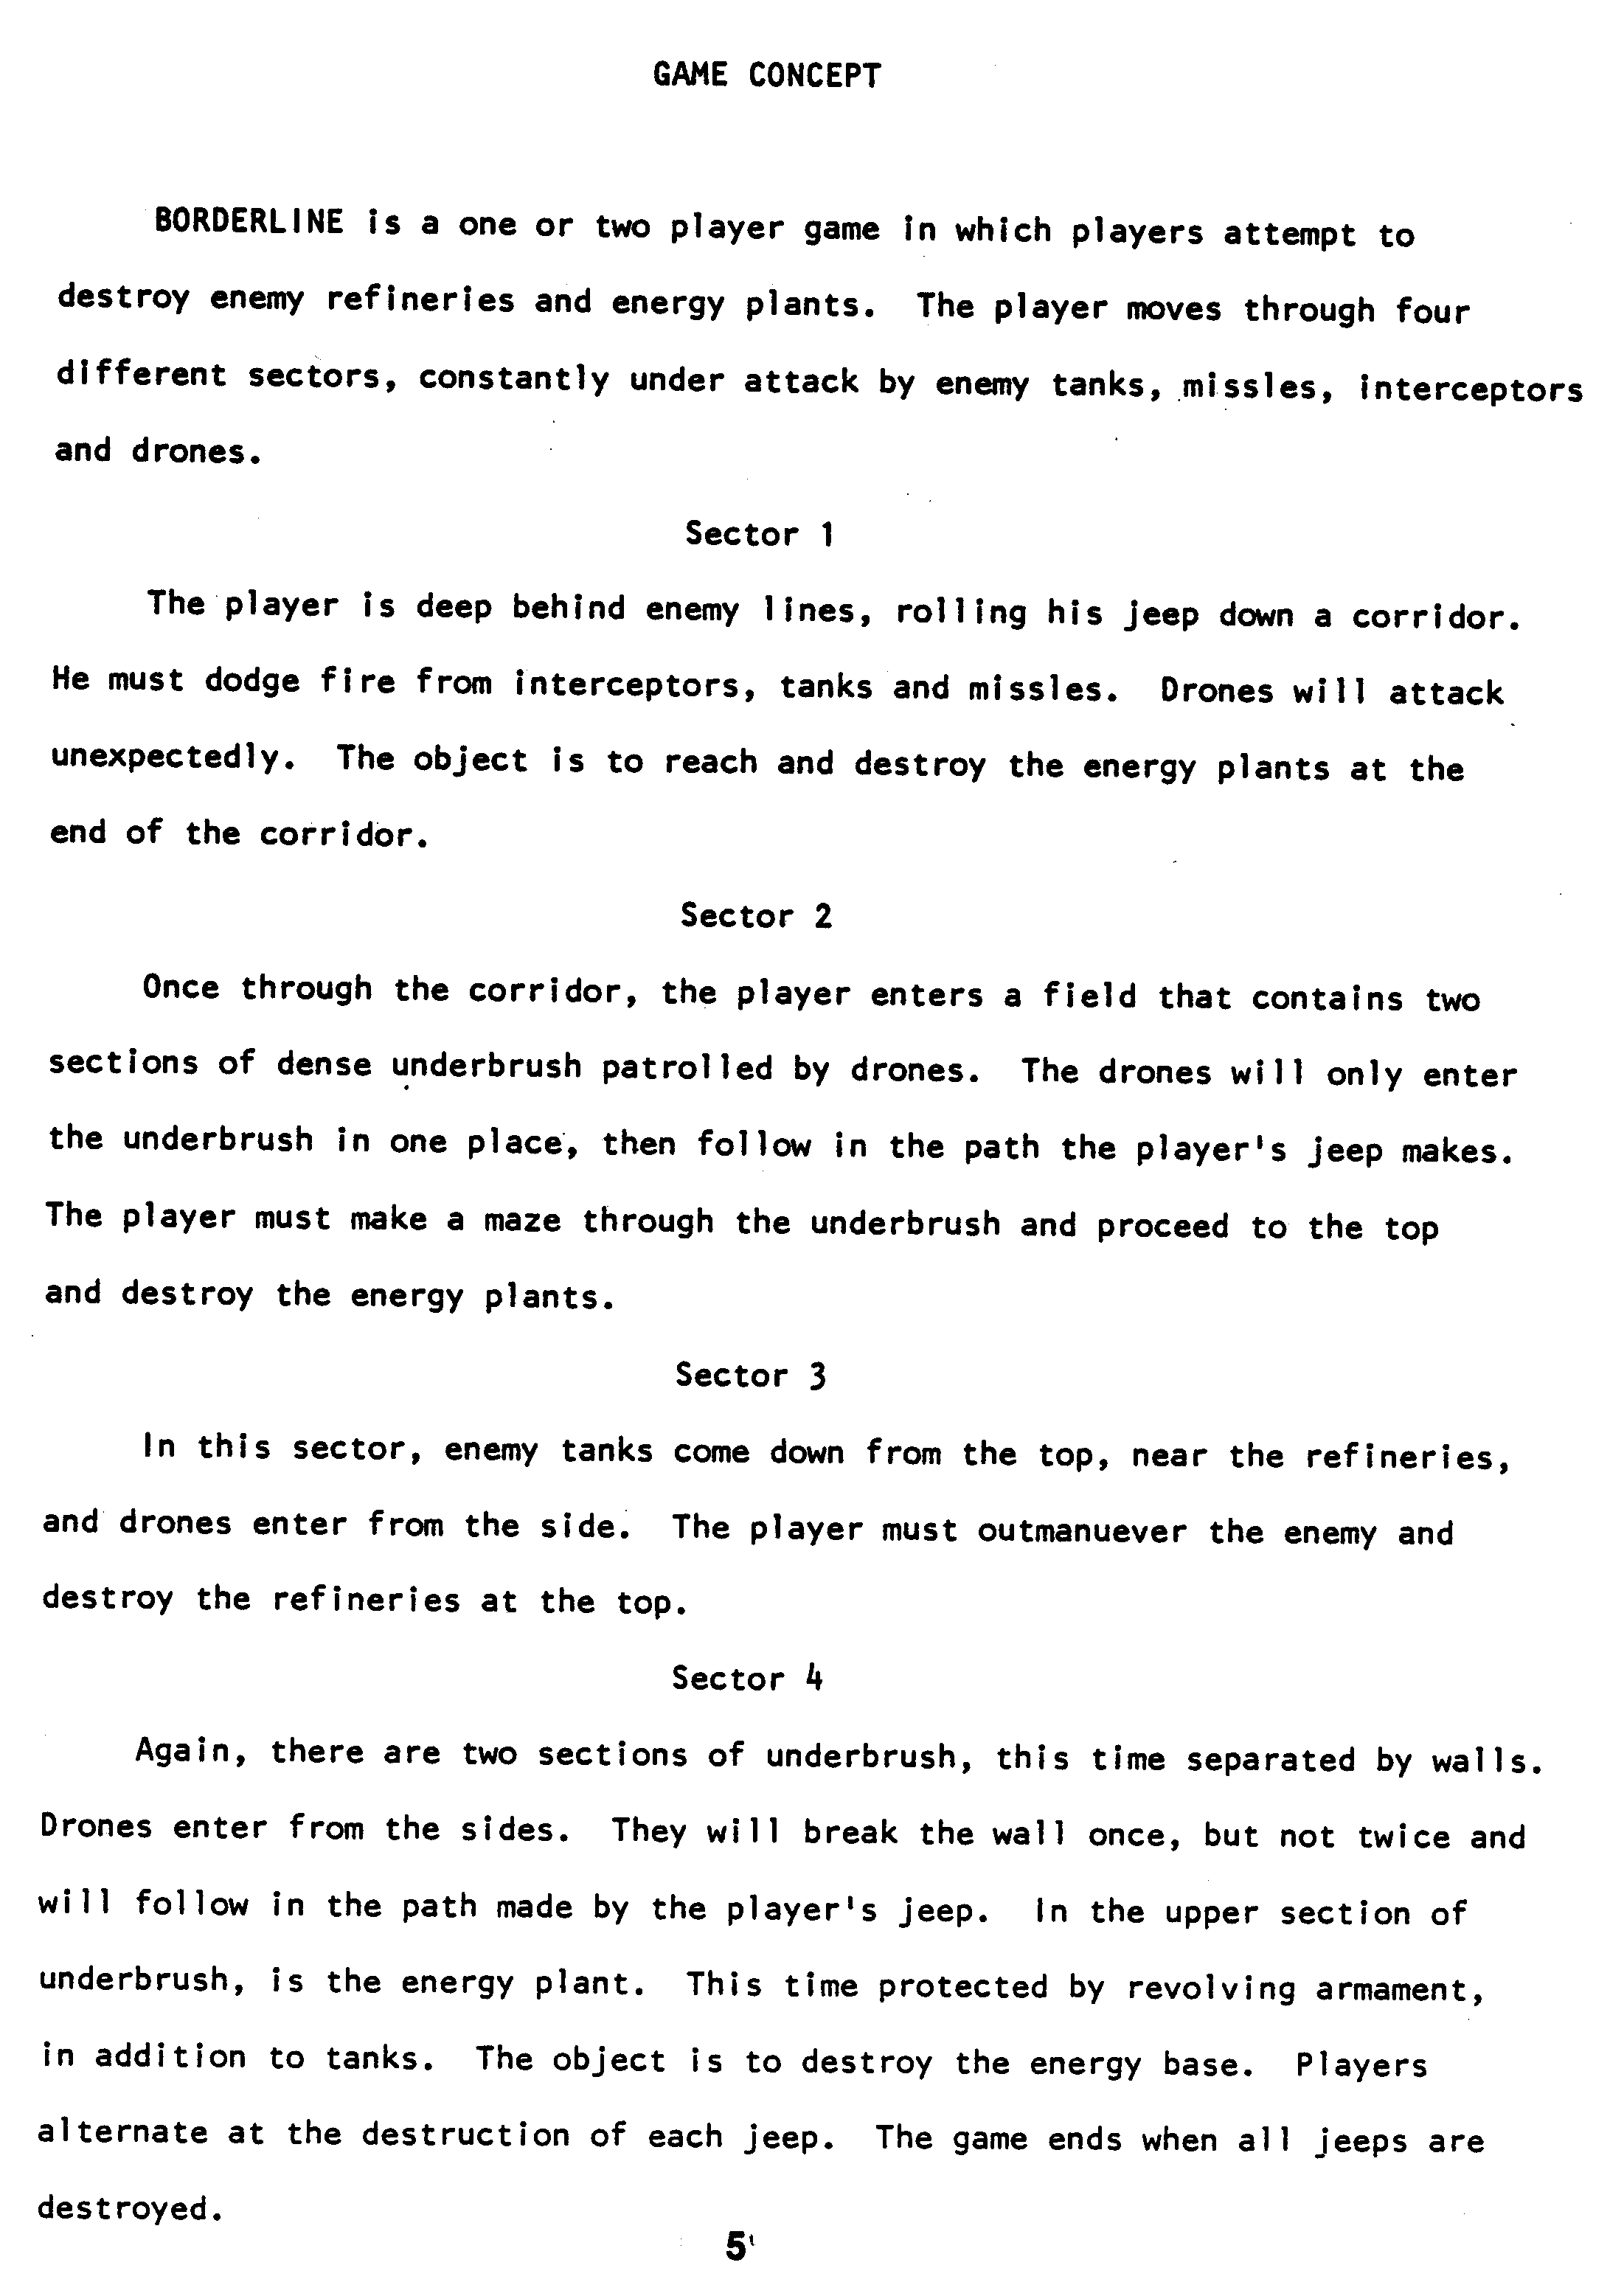 GAME CONCEPT
BORDERLINE is a one or two player game in which players attempt to
destroy enemy refineries and energy plants. The player moves through four
different sectors, constantly under attack by enemy tanks, missles, interceptors
and drones.
Sector 1
The player is deep behind enemy lines, rolling his jeep down a corridor.
He must dodge fire from interceptors, tanks and missles. Drones will attack
unexpectedly. The object is to reach and destroy the energy plants at the
end of the corridor.
Sector 2
Once through the corridor, the player enters a field that contains two
sections of dense underbrush patrolled by drones. The drones will only enter
the underbrush in one place, then follow in the path the player's jeep makes.
The player must make a maze through the underbrush and proceed to the top
and destroy the energy plants.
Sector 3
In this sector, enemy tanks come down from the top, near the refineries,
and drones enter from the side. The player must outmanuever the enemy and
destroy the refineries at the top.
Sector 4
Again, there are two sections of underbrush, this time separated by walls.
Drones enter from the sides. They will break the wall once, but not twice and
will follow in the path made by the player's jeep. In the upper section of
underbrush, is the energy plant. This time protected by revolving armament,
in addition to tanks. The object is to destroy the energy base. Players
alternate at the destruction of each jeep. The game ends when all jeeps are
destroyed.
5